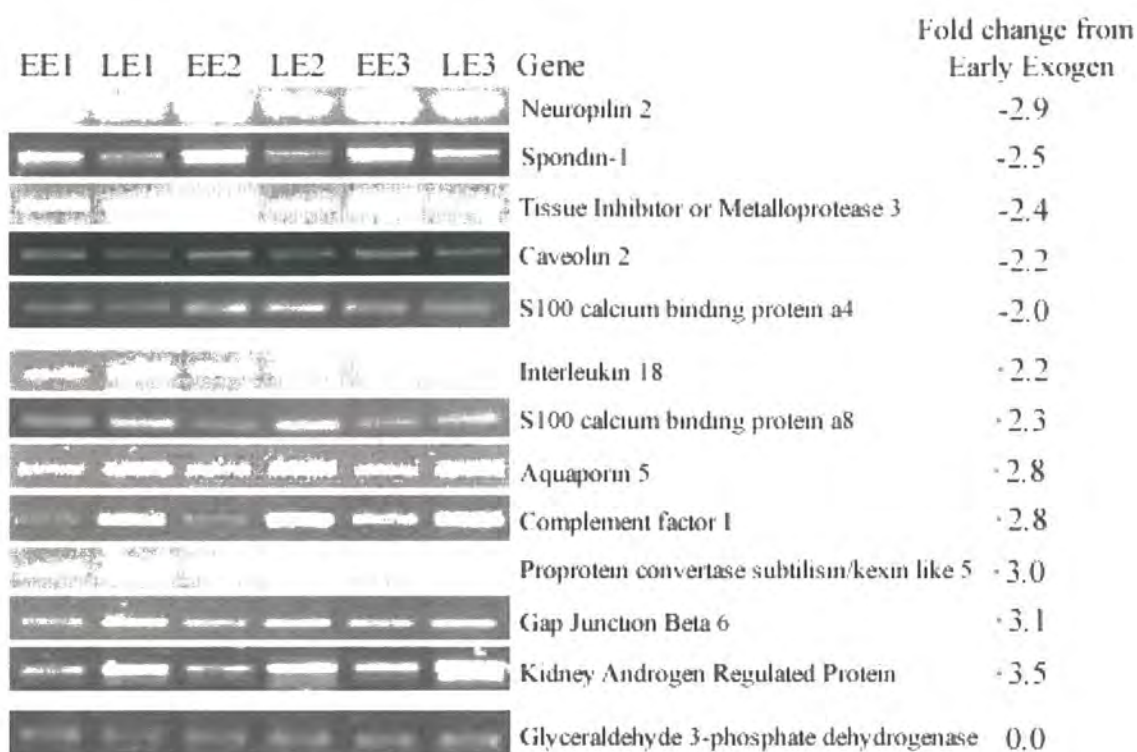 Fold change from
EE1 LE1 EE2 LE2 EE3 LE3 Gene Early Exogen
Neuropilin 2 -2.9
Spondin-1 -2.5
Tissue Inhibitor or Metalloprotease 3 -2.4
Caveolin 2 -2.2
S100 calcium binding protein a4 -2.0
Interleukin 18 ·2.2
S100 calcium binding protein a8 ·2.3
Aquaporin 5 ·2.8
Complement factor I ·2.8
Proprotein convertase subtilisin/kexin like 5 ·3.0
Gap Junction Beta 6 ·3.1
Kidney Androgen Regulated Protein ·3.5
Glyceraldehyde 3-phosphate dehydrogenase 0.0